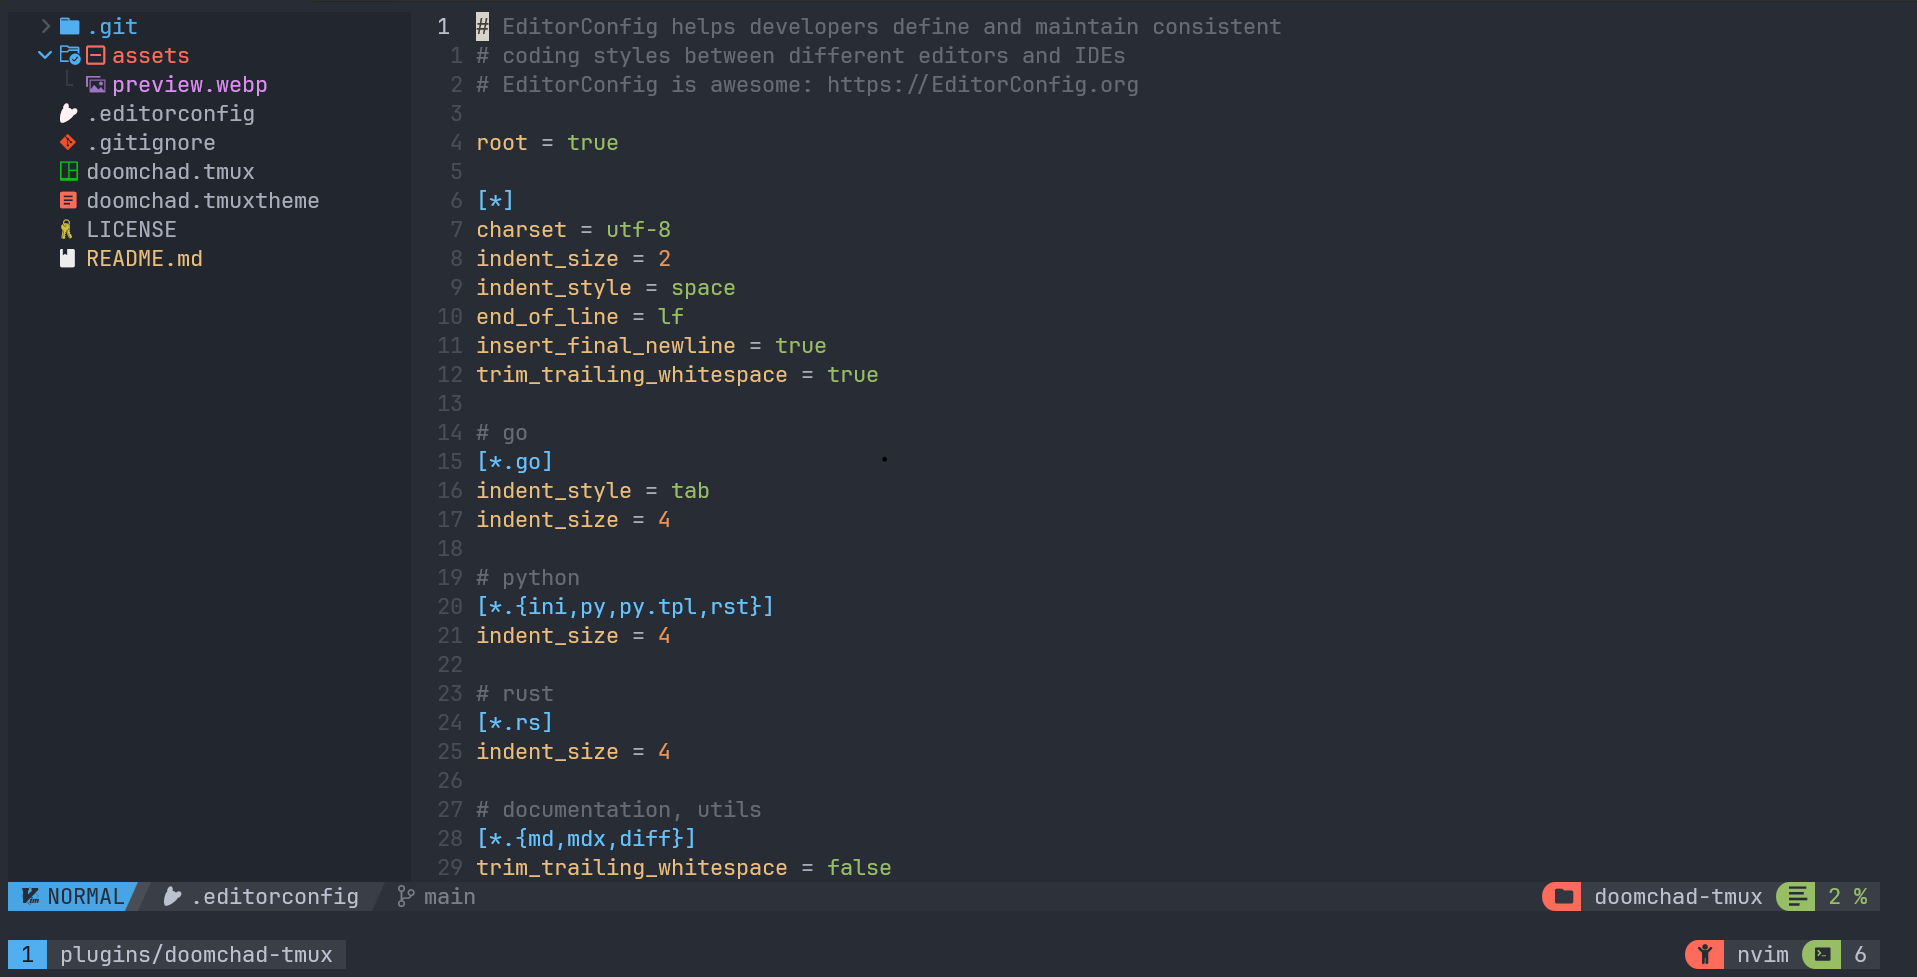 .git
assets
preview.webp
.editorconfig
.gitignore
doomchad.tmux
doomchad.tmuxtheme
LICENSE
README.md
1 # EditorConfig helps developers define and maintain consistent
1 # coding styles between different editors and IDEs
2 # EditorConfig is awesome: https://EditorConfig.org
3
4 root = true
5
6 [*]
7 charset = utf-8
8 indent_size = 2
9 indent_style = space
10 end_of_line = lf
11 insert_final_newline = true
12 trim_trailing_whitespace = true
13
14 # go
15 [*.go]
16 indent_style = tab
17 indent_size = 4
18
19 # python
20 [*.{ini,py,py.tpl,rst}]
21 indent_size = 4
22
23 # rust
24 [*.rs]
25 indent_size = 4
26
27 # documentation, utils
28 [*.{md,mdx,diff}]
29 trim_trailing_whitespace = false
NORMAL .editorconfig main doomchad-tmux 2 %
1 plugins/doomchad-tmux nvim 6